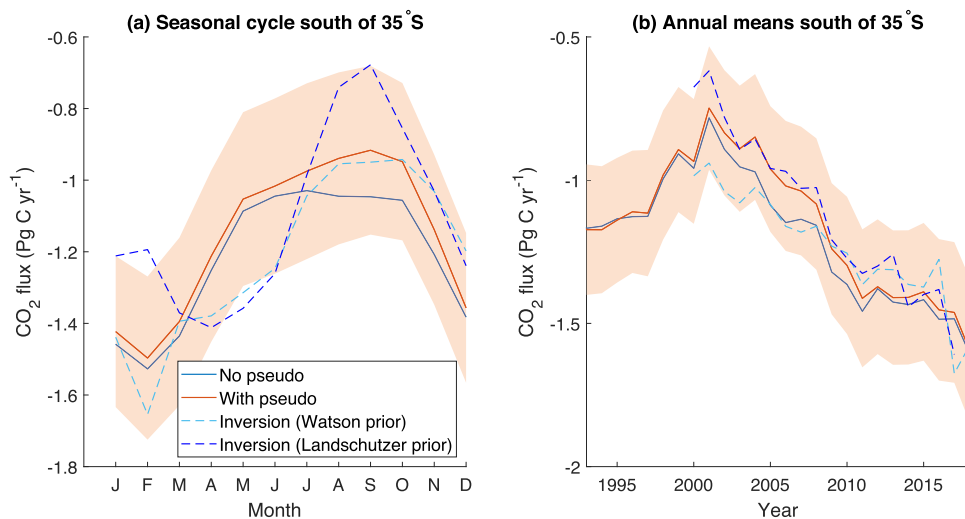 (a) Seasonal cycle south of 35°S
CO2 flux (Pg C yr-1)
-0.6
-0.8
-1
-1.2
-1.4
-1.6
-1.8
No pseudo
With pseudo
Inversion (Watson prior)
Inversion (Landschutzer prior)
J F M A M J J A S O N D
Month
(b) Annual means south of 35°S
CO2 flux (Pg C yr-1)
-0.5
-1
-1.5
-2
1995 2000 2005 2010 2015
Year